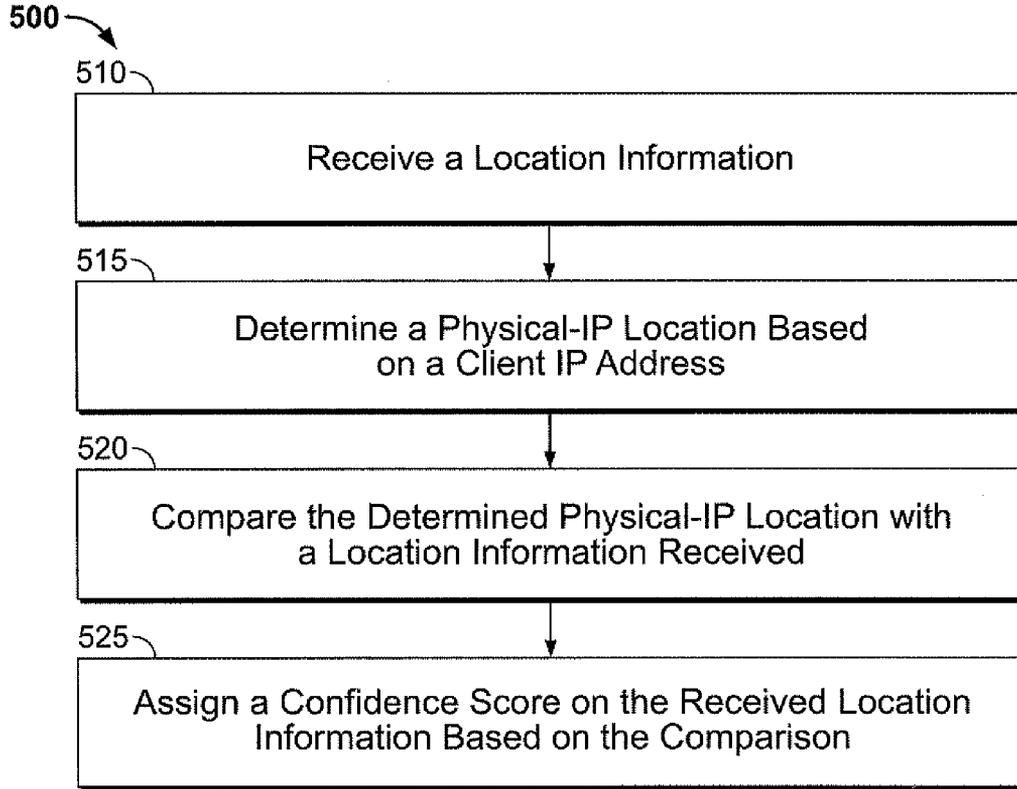 500
510
Receive a Location Information
515
Determine a Physical-IP Location Based
on a Client IP Address
520
Compare the Determined Physical-IP Location with
a Location Information Received
525
Assign a Confidence Score on the Received Location
Information Based on the Comparison